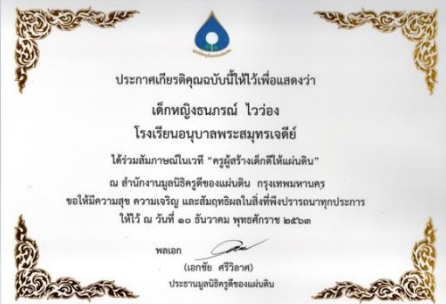 ประกาศเกียรติคุณฉบับนี้ให้ไว้เพื่อแสดงว่า
เด็กหญิงธนภรณ์ ไวว่อง
โรงเรียนอนุบาลพระสมุทรเจดีย์
ได้ร่วมสัมภาษณ์ในเวที "ครูผู้สร้างเด็กดีให้แผ่นดิน"
ณ สำนักงานมูลนิธิครูดีของแผ่นดิน กรุงเทพมหานคร
ขอให้มีความสุข ความเจริญ และสัมฤทธิผลในสิ่งที่พึงปรารถนาทุกประการ
ให้ไว้ ณ วันที่ ๑๐ ธันวาคม พุทธศักราช ๒๕๖๓
พลเอก
(เอกชัย ศรีวิลาศ)
ประธานมูลนิธิครูดีของแผ่นดิน